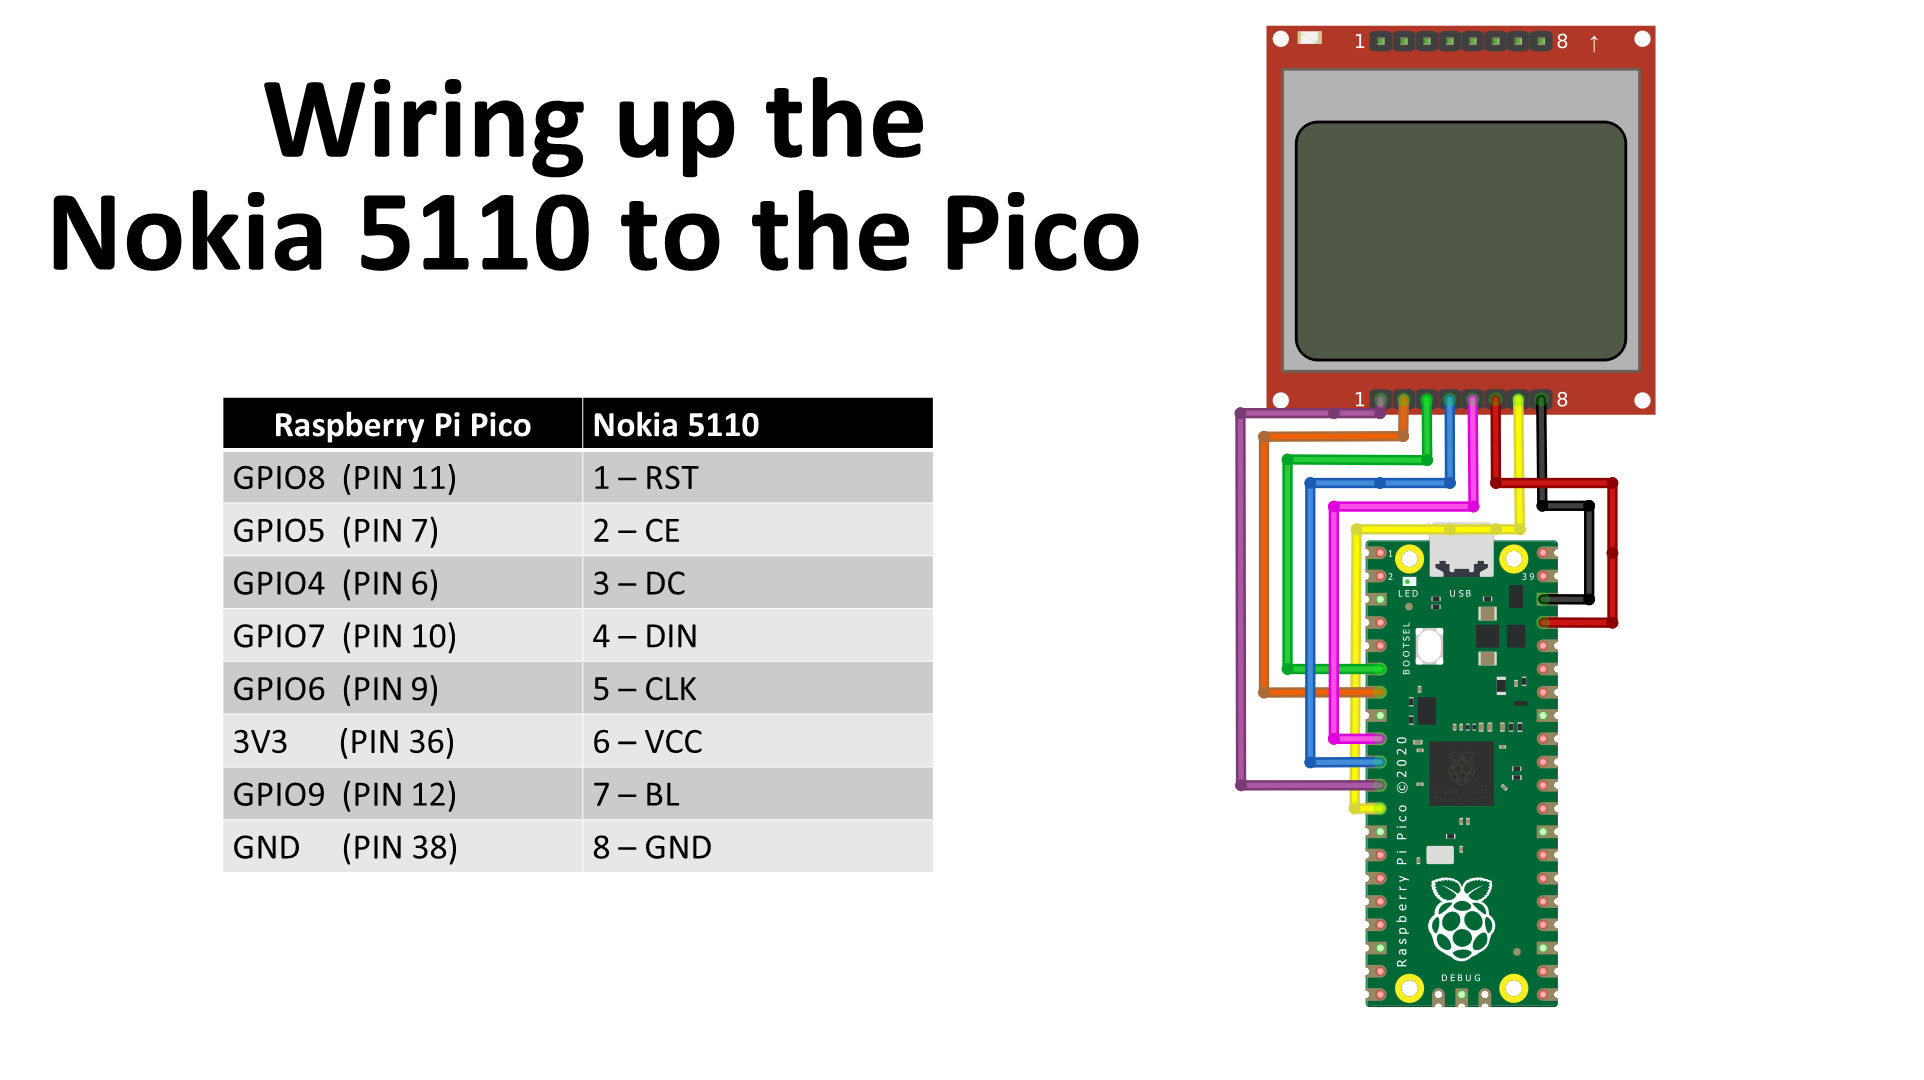 Wiring up the
Nokia 5110 to the Pico
Raspberry Pi Pico Nokia 5110
GPIO8 (PIN 11) 1 – RST
GPIO5 (PIN 7) 2 – CE
GPIO4 (PIN 6) 3 – DC
GPIO7 (PIN 10) 4 – DIN
GPIO6 (PIN 9) 5 – CLK
3V3 (PIN 36) 6 – VCC
GPIO9 (PIN 12) 7 – BL
GND (PIN 38) 8 – GND
1 8 ↑
1 8
1
2 39
LED USB
BOOTSEL
Raspberry Pi Pico ©2020
DEBUG